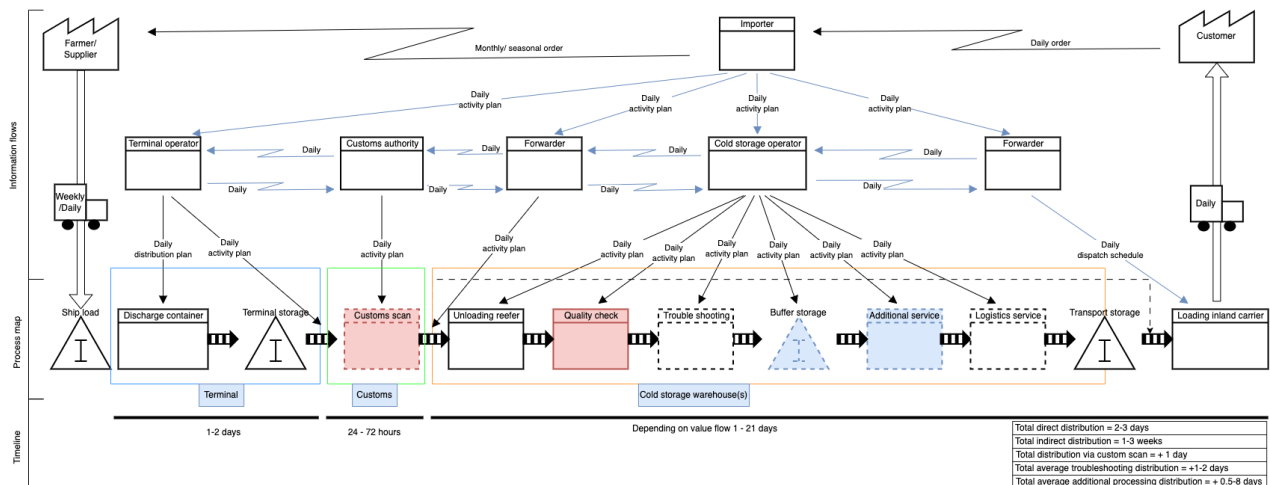 Importer
Farmer/
Supplier
Customer
Monthly/ seasonal order
Daily order
Daily
activity plan
Daily
activity plan
Daily
activity plan
Daily
activity plan
Terminal operator
Customs authority
Forwarder
Cold storage operator
Forwarder
Daily
Daily
Daily
Daily
Daily
Daily
Daily
Daily
Information flows
Weekly
/Daily
Daily
Daily
distribution plan
Daily
activity plan
Daily
activity plan
Daily
activity plan
Daily
activity plan
Daily
activity plan
Daily
activity plan
Daily
activity plan
Daily
activity plan
Daily
activity plan
Daily
dispatch schedule
Process map
Ship load
Discharge container
Terminal storage
Customs scan
Unloading reefer
Quality check
Trouble shooting
Buffer storage
Additional service
Logistics service
Transport storage
Loading inland carrier
I
I
I
I
Terminal
Customs
Cold storage warehouse(s)
Timeline
1-2 days
24 - 72 hours
Depending on value flow 1 - 21 days
Total direct distribution = 2-3 days
Total indirect distribution = 1-3 weeks
Total distribution via custom scan = + 1 day
Total average troubleshooting distribution = +1-2 days
Total average additional processing distribution = + 0.5-8 days